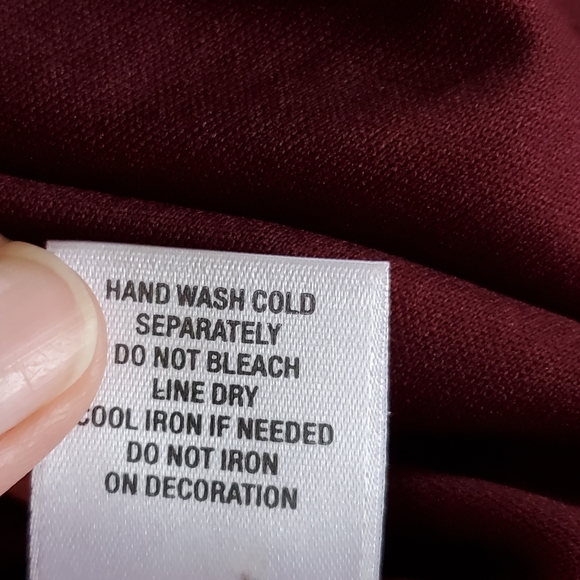 HAND WASH COLD
SEPARATELY
DO NOT BLEACH
LINE DRY
COOL IRON IF NEEDED
DO NOT IRON
ON DECORATION